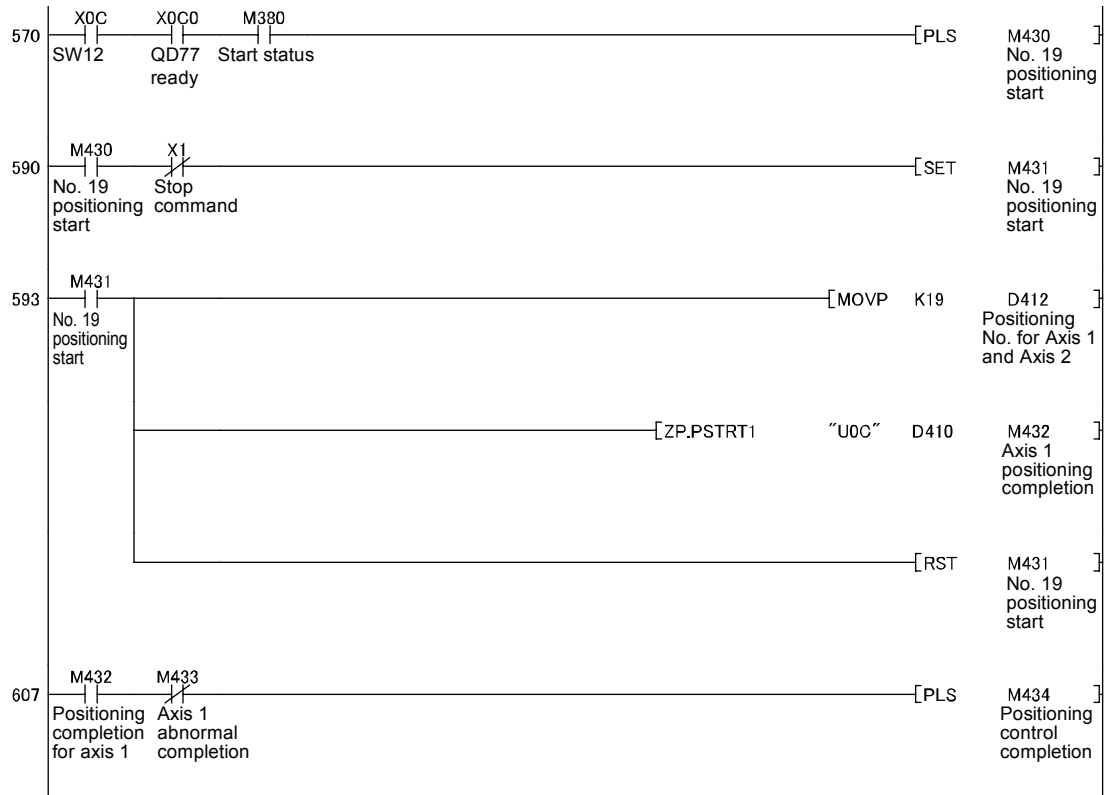 X0C X0C0 M380
570 [PLS M430 ]
SW12 QD77 ready Start status No. 19 positioning start
M430 X1
590 [SET M431 ]
No. 19 positioning start Stop command No. 19 positioning start
M431
593 [MOVP K19 D412 ]
No. 19 positioning start Positioning No. for Axis 1 and Axis 2
[ZP.PSTRT1 "U0C" D410 M432
Axis 1 positioning completion
[RST M431 ]
No. 19 positioning start
M432 M433
607 [PLS M434 ]
Positioning completion for axis 1 Axis 1 abnormal completion Positioning control completion